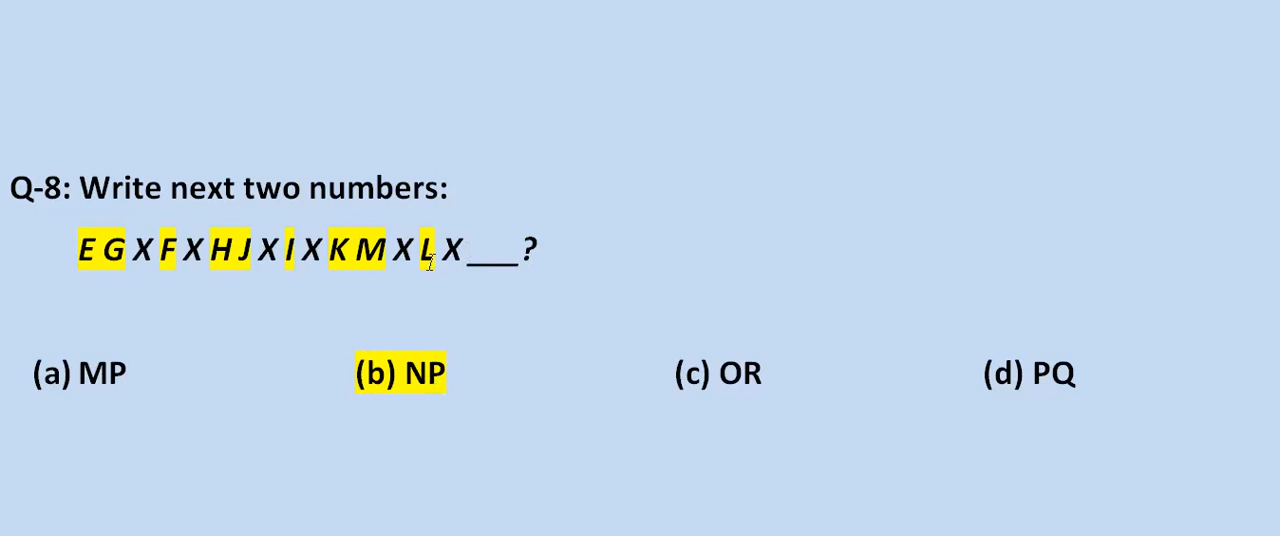 Q-8: Write next two numbers:
E G X F X H J X I X K M X L X ___?
(a) MP (b) NP (c) OR (d) PQ